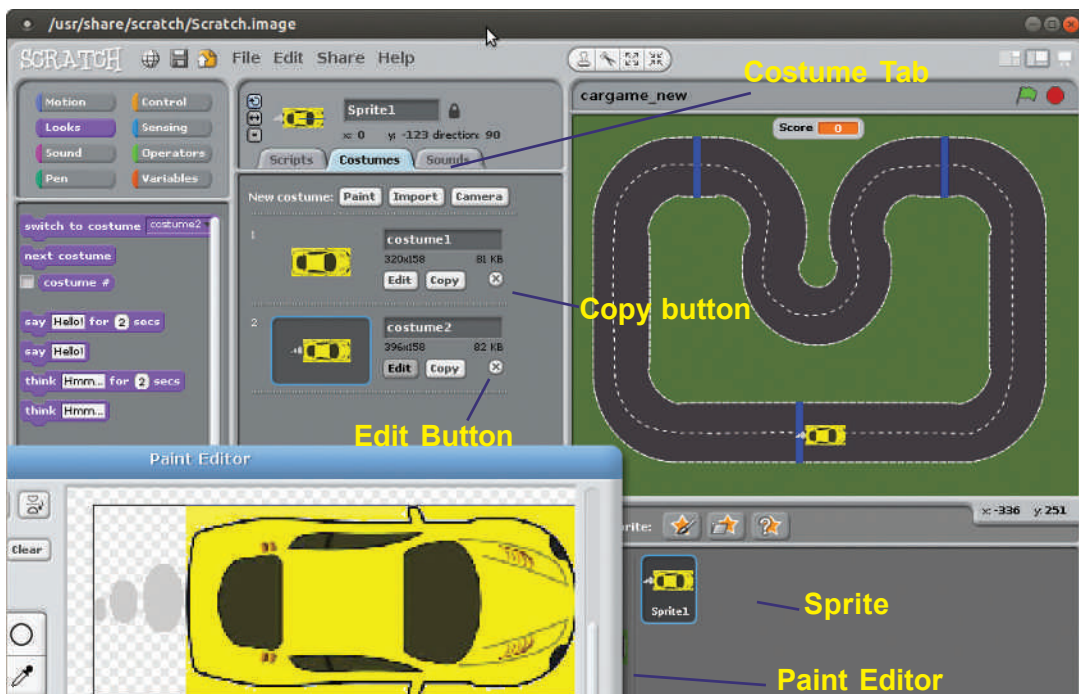 /usr/share/scratch/Scratch.image
SCRATCH
File Edit Share Help
Costume Tab
Motion Control
Looks Sensing
Sound Operators
Pen Variables
Sprite1
x: 0 y: -123 direction: 90
Scripts Costumes Sounds
cargame_new
Score 0
New costume: Paint Import Camera
switch to costume costume2
next costume
costume #
say Hello! for 2 secs
say Hello!
think Hmm... for 2 secs
think Hmm...
1
costume1
320x158 81 KB
Edit Copy
Copy button
2
costume2
396x158 82 KB
Edit Copy
Edit Button
Paint Editor
Clear
x: -336 y: 251
rite:
Sprite1
Sprite
Paint Editor